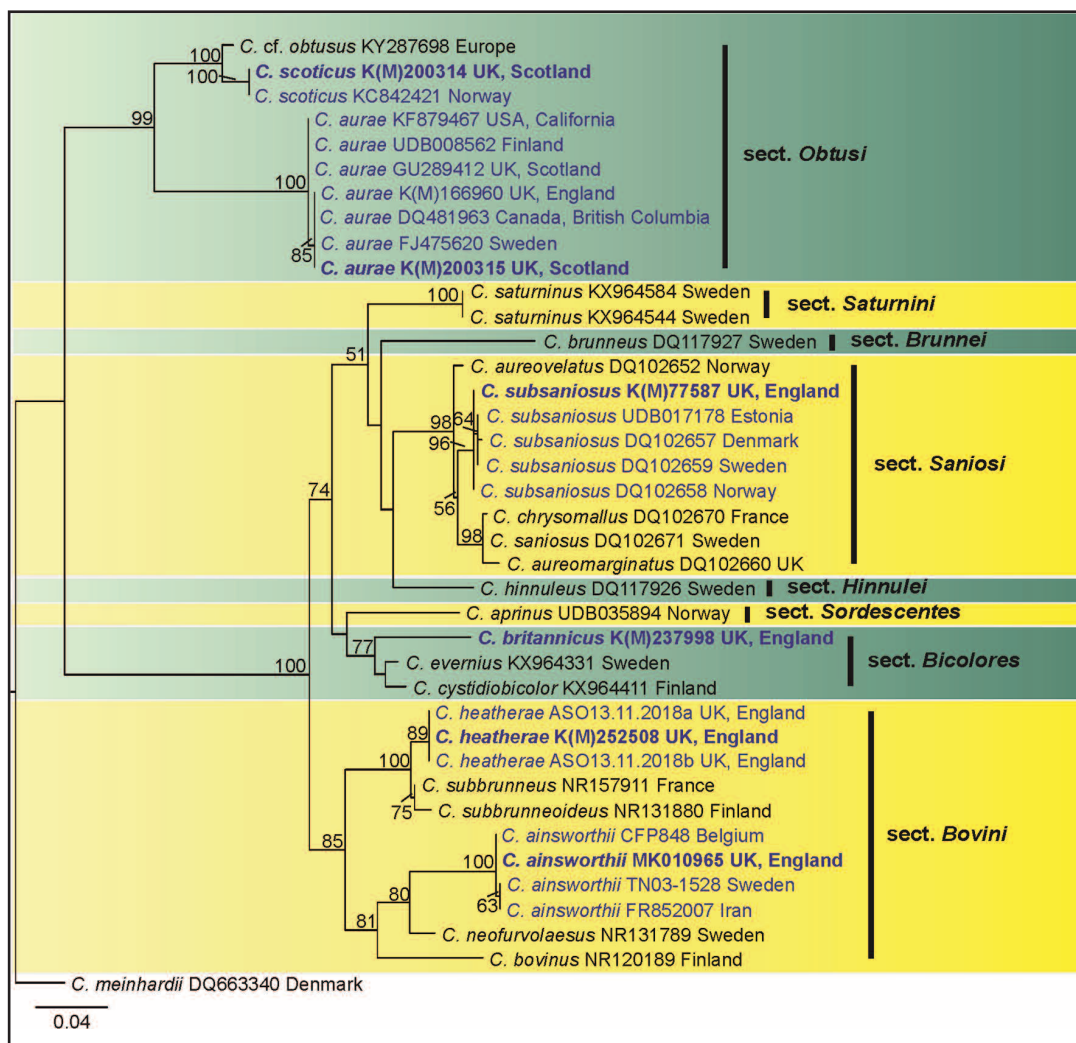 C. cf. obtusus KY287698 Europe
100
C. scoticus K(M)200314 UK, Scotland
100
C. scoticus KC842421 Norway
99
C. aurae KF879467 USA, California
C. aurae UDB008562 Finland
sect. Obtusi
C. aurae GU289412 UK, Scotland
100
C. aurae K(M)166960 UK, England
C. aurae DQ481963 Canada, British Columbia
C. aurae FJ475620 Sweden
85
C. aurae K(M)200315 UK, Scotland
100
C. saturninus KX964584 Sweden
sect. Saturnini
C. saturninus KX964544 Sweden
C. brunneus DQ117927 Sweden
sect. Brunnei
51
C. aureovelatus DQ102652 Norway
C. subsaniosus K(M)77587 UK, England
98
64
C. subsaniosus UDB017178 Estonia
96
C. subsaniosus DQ102657 Denmark
C. subsaniosus DQ102659 Sweden
sect. Saniosi
74
C. subsaniosus DQ102658 Norway
56
C. chrysomallus DQ102670 France
98
C. saniosus DQ102671 Sweden
C. aureomarginatus DQ102660 UK
C. hinnuleus DQ117926 Sweden
sect. Hinnulei
C. aprinus UDB035894 Norway
sect. Sordescentes
C. britannicus K(M)237998 UK, England
77
C. evernius KX964331 Sweden
sect. Bicolores
100
C. cystidiobicolor KX964411 Finland
C. heatherae ASO13.11.2018a UK, England
89
C. heatherae K(M)252508 UK, England
C. heatherae ASO13.11.2018b UK, England
100
C. subbrunneus NR157911 France
75
C. subbrunneoideus NR131880 Finland
85
C. ainsworthii CFP848 Belgium
sect. Bovini
100
C. ainsworthii MK010965 UK, England
80
C. ainsworthii TN03-1528 Sweden
63
C. ainsworthii FR852007 Iran
81
C. neofurvolaesus NR131789 Sweden
C. bovinus NR120189 Finland
C. meinhardii DQ663340 Denmark
0.04